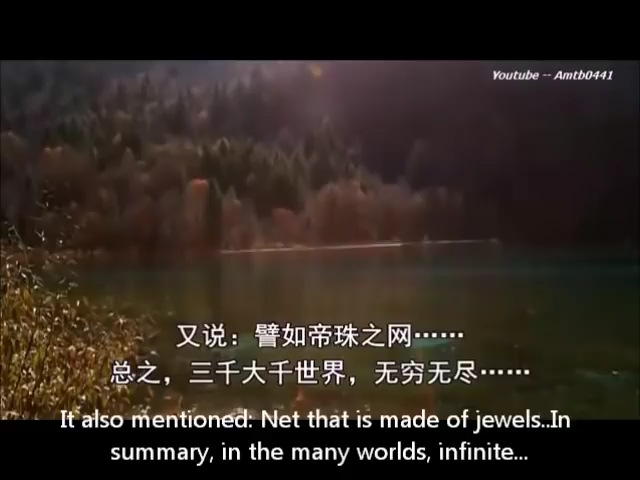 Youtube -- Amtb0441
又说：譬如帝珠之网……
总之，三千大千世界，无穷无尽……
It also mentioned: Net that is made of jewels..In
summary, in the many worlds, infinite...